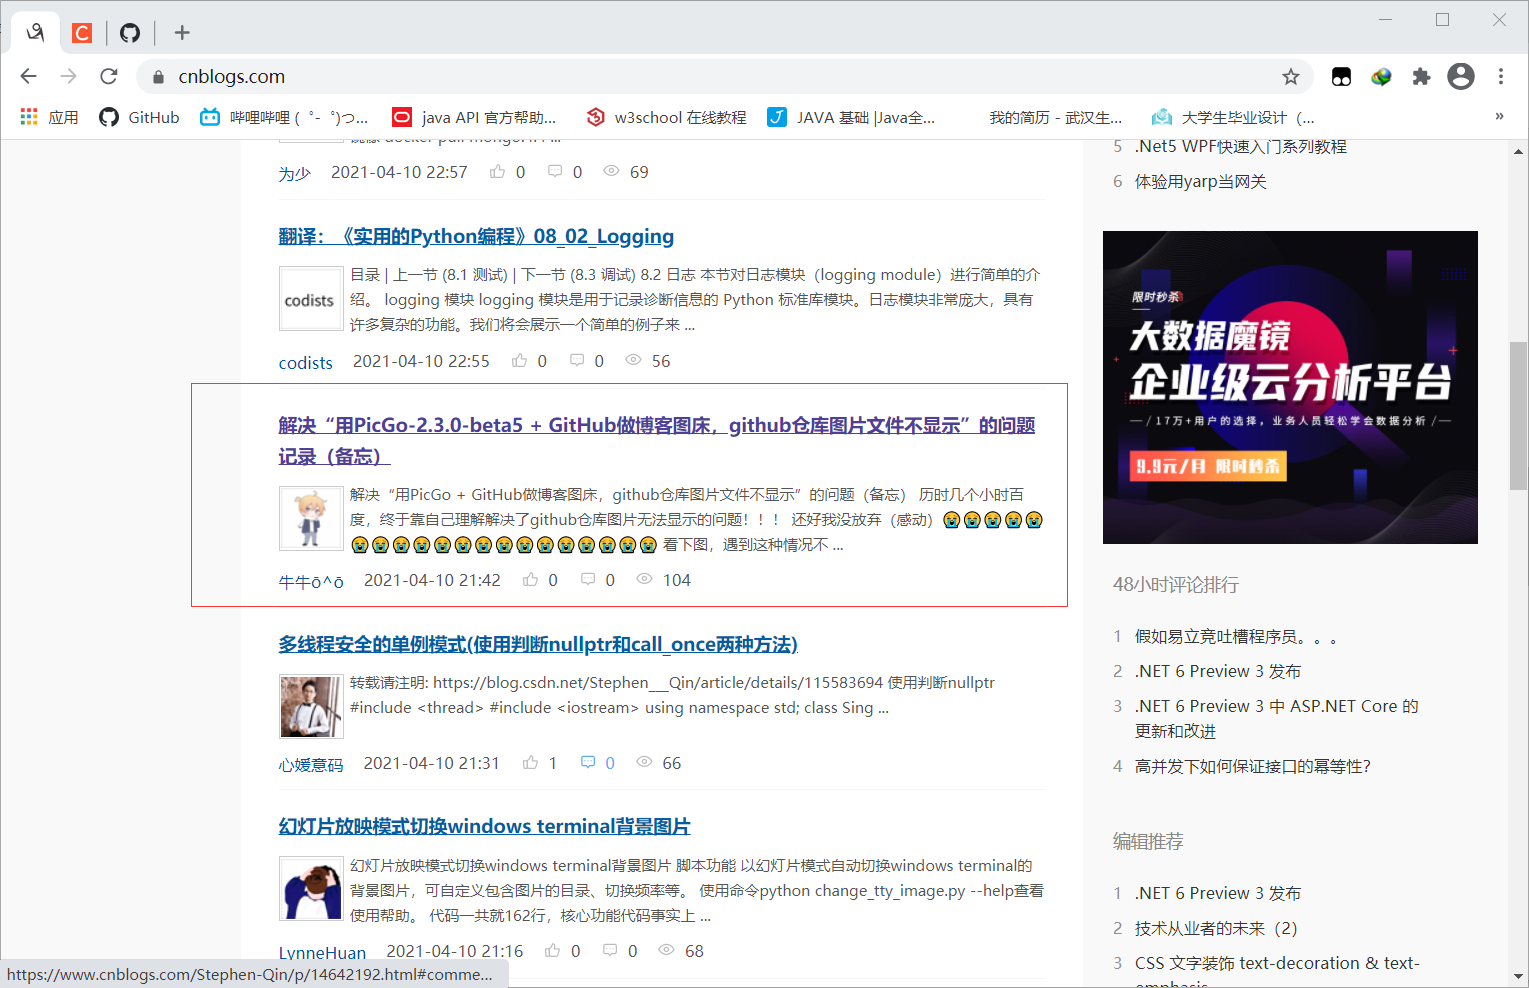 cnblogs.com
应用
GitHub
哔哩哔哩 (゜-゜)つ...
java API 官方帮助...
w3school 在线教程
JAVA 基础 |Java全...
我的简历 - 武汉生...
大学生毕业设计（...
»
为少 2021-04-10 22:57 0 0 69
翻译：《实用的Python编程》08_02_Logging
codists
目录 | 上一节 (8.1 测试) | 下一节 (8.3 调试) 8.2 日志 本节对日志模块（logging module）进行简单的介
绍。 logging 模块 logging 模块是用于记录诊断信息的 Python 标准库模块。日志模块非常庞大，具有
许多复杂的功能。我们将会展示一个简单的例子来 ...
codists 2021-04-10 22:55 0 0 56
解决“用PicGo-2.3.0-beta5 + GitHub做博客图床，github仓库图片文件不显示”的问题
记录（备忘）
解决“用PicGo + GitHub做博客图床，github仓库图片文件不显示”的问题（备忘） 历时几个小时百
度，终于靠自己理解解决了github仓库图片无法显示的问题！！！ 还好我没放弃（感动）😭😭😭😭😭
😭😭😭😭😭😭😭😭😭😭😭😭😭😭😭 看下图，遇到这种情况不 ...
牛牛ō^ō 2021-04-10 21:42 0 0 104
多线程安全的单例模式(使用判断nullptr和call_once两种方法)
转载请注明: https://blog.csdn.net/Stephen___Qin/article/details/115583694 使用判断nullptr
#include <thread> #include <iostream> using namespace std; class Sing ...
心媛意码 2021-04-10 21:31 1 0 66
幻灯片放映模式切换windows terminal背景图片
幻灯片放映模式切换windows terminal背景图片 脚本功能 以幻灯片模式自动切换windows terminal的
背景图片，可自定义包含图片的目录、切换频率等。 使用命令python change_tty_image.py --help查看
使用帮助。 代码一共就162行，核心功能代码事实上 ...
LynneHuan 2021-04-10 21:16 0 0 68
https://www.cnblogs.com/Stephen-Qin/p/14642192.html#comme...
5 .Net5 WPF快速入门系列教程
6 体验用yarp当网关
限时秒杀
大数据魔镜
企业级云分析平台
17万+用户的选择，业务人员轻松学会数据分析
9.9元/月 限时秒杀
48小时评论排行
1 假如易立竞吐槽程序员。。。
2 .NET 6 Preview 3 发布
3 .NET 6 Preview 3 中 ASP.NET Core 的
更新和改进
4 高并发下如何保证接口的幂等性？
编辑推荐
1 .NET 6 Preview 3 发布
2 技术从业者的未来（2）
3 CSS 文字装饰 text-decoration & text-